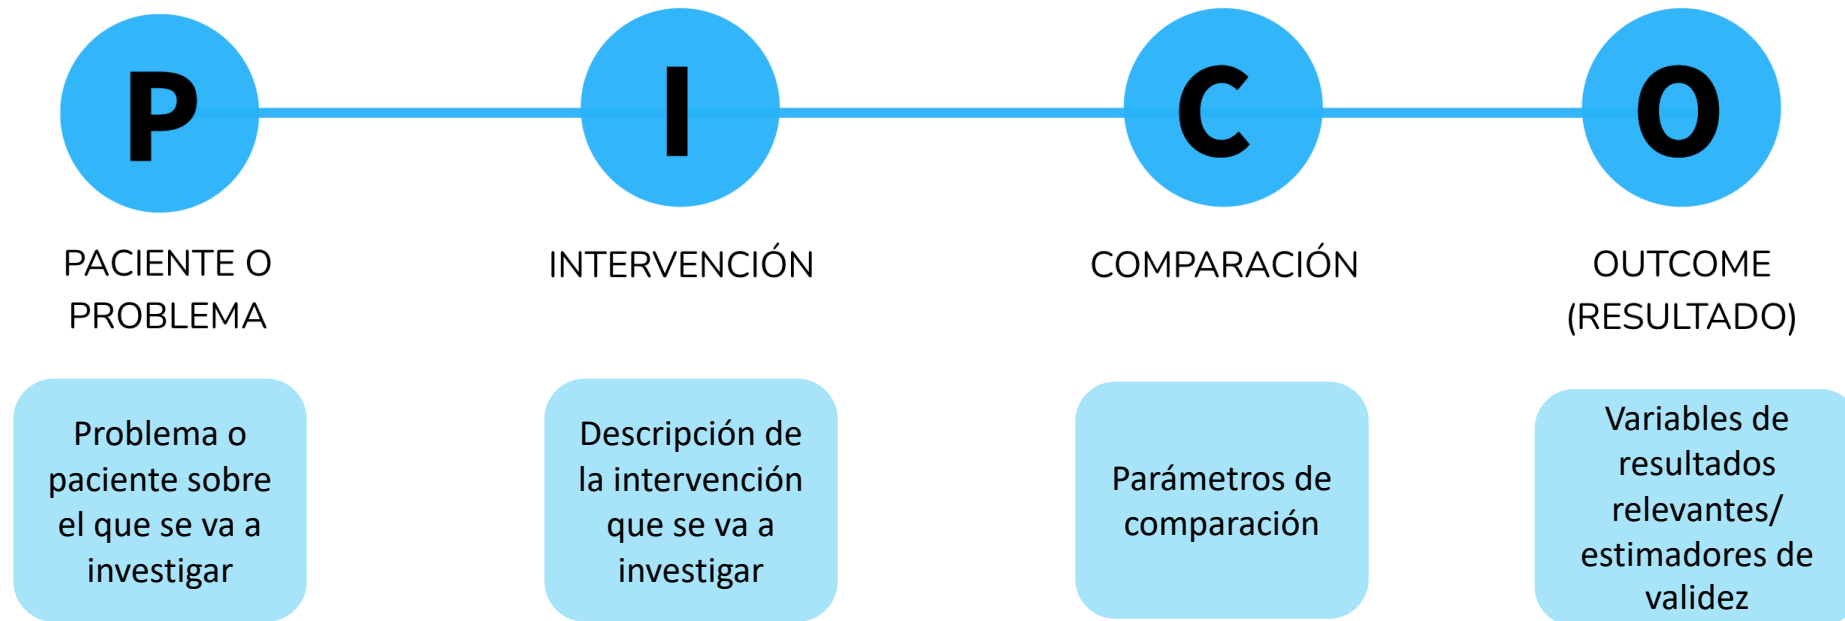 P
I
C
O
PACIENTE O
PROBLEMA
INTERVENCIÓN
COMPARACIÓN
OUTCOME
(RESULTADO)
Problema o
paciente sobre
el que se va a
investigar
Descripción de
la intervención
que se va a
investigar
Parámetros de
comparación
Variables de
resultados
relevantes/
estimadores de
validez